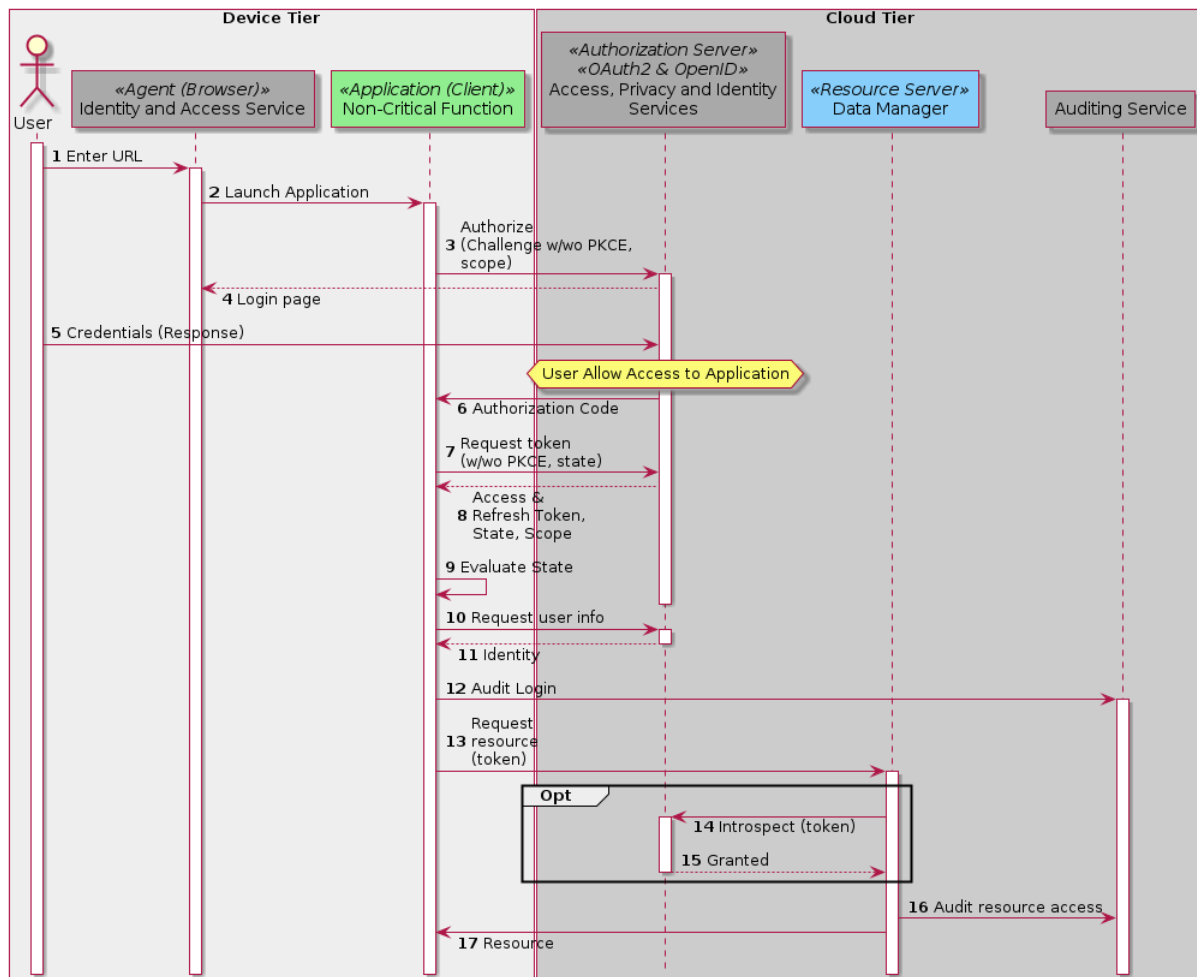 Device Tier
Cloud Tier
User
«Agent (Browser)»
Identity and Access Service
«Application (Client)»
Non-Critical Function
«Authorization Server»
«OAuth2 & OpenID»
Access, Privacy and Identity
Services
«Resource Server»
Data Manager
Auditing Service
1 Enter URL
2 Launch Application
Authorize
3 (Challenge w/wo PKCE,
scope)
4 Login page
5 Credentials (Response)
User Allow Access to Application
6 Authorization Code
7 Request token
(w/wo PKCE, state)
Access &
8 Refresh Token,
State, Scope
9 Evaluate State
10 Request user info
11 Identity
12 Audit Login
Request
13 resource
(token)
Opt
14 Introspect (token)
15 Granted
16 Audit resource access
17 Resource